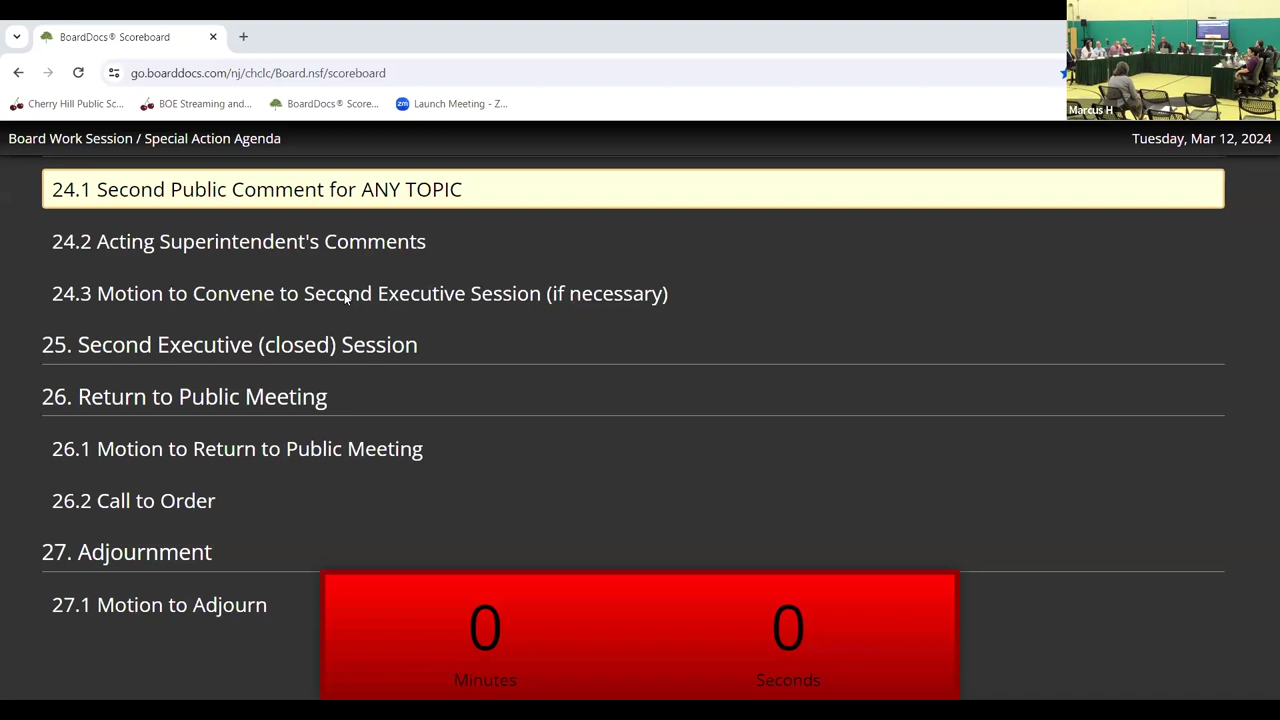 BoardDocs® Scoreboard
go.boarddocs.com/nj/chclc/Board.nsf/scoreboard
Cherry Hill Public Sc...
BOE Streaming and...
BoardDocs® Score...
zm Launch Meeting - Z...
Marcus H
Board Work Session / Special Action Agenda
Tuesday, Mar 12, 2024
24.1 Second Public Comment for ANY TOPIC
24.2 Acting Superintendent's Comments
24.3 Motion to Convene to Second Executive Session (if necessary)
25. Second Executive (closed) Session
26. Return to Public Meeting
26.1 Motion to Return to Public Meeting
26.2 Call to Order
27. Adjournment
27.1 Motion to Adjourn
0 0
Minutes Seconds